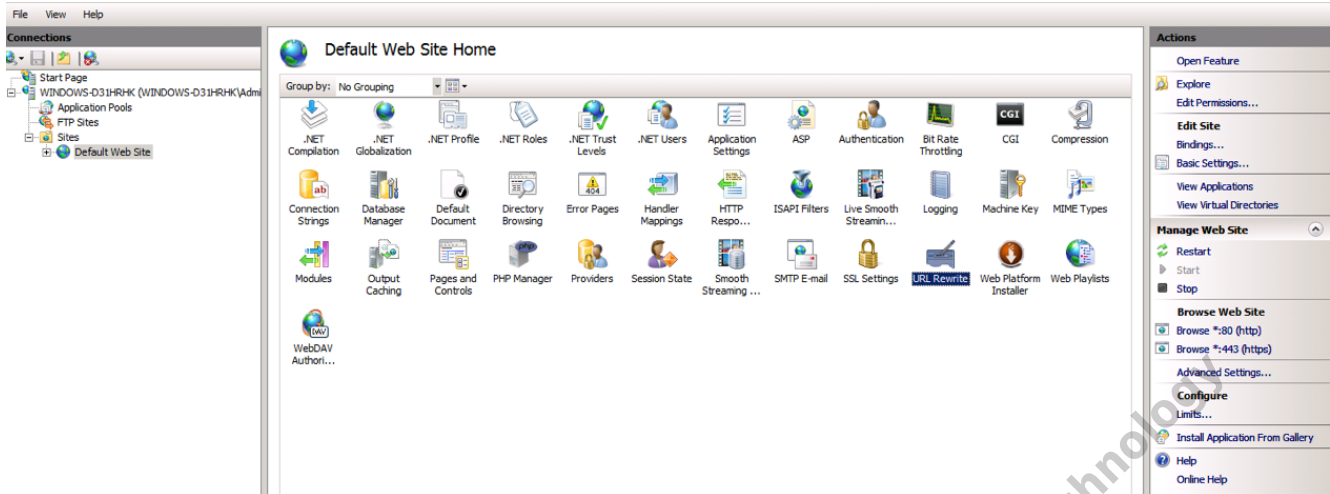 File View Help
Connections
Start Page
WINDOWS-D31HRHK (WINDOWS-D31HRHK\Admi
Application Pools
FTP Sites
Sites
Default Web Site
Default Web Site Home
Group by: No Grouping
.NET Compilation
.NET Globalization
.NET Profile
.NET Roles
.NET Trust Levels
.NET Users
Application Settings
ASP
Authentication
Bit Rate Throttling
CGI
CGI
Compression
ab
Connection Strings
Database Manager
Default Document
Directory Browsing
404
Error Pages
Handler Mappings
HTTP Respo...
ISAPI Filters
Live Smooth Streamin...
Logging
Machine Key
MIME Types
Modules
Output Caching
Pages and Controls
php
PHP Manager
Providers
Session State
Smooth Streaming ...
SMTP E-mail
SSL Settings
URL Rewrite
Web Platform Installer
Web Playlists
DAV
WebDAV Authori...
Actions
Open Feature
Explore
Edit Permissions...
Edit Site
Bindings...
Basic Settings...
View Applications
View Virtual Directories
Manage Web Site
Restart
Start
Stop
Browse Web Site
Browse *:80 (http)
Browse *:443 (https)
Advanced Settings...
Configure
Limits...
Install Application From Gallery
Help
Online Help
hnology